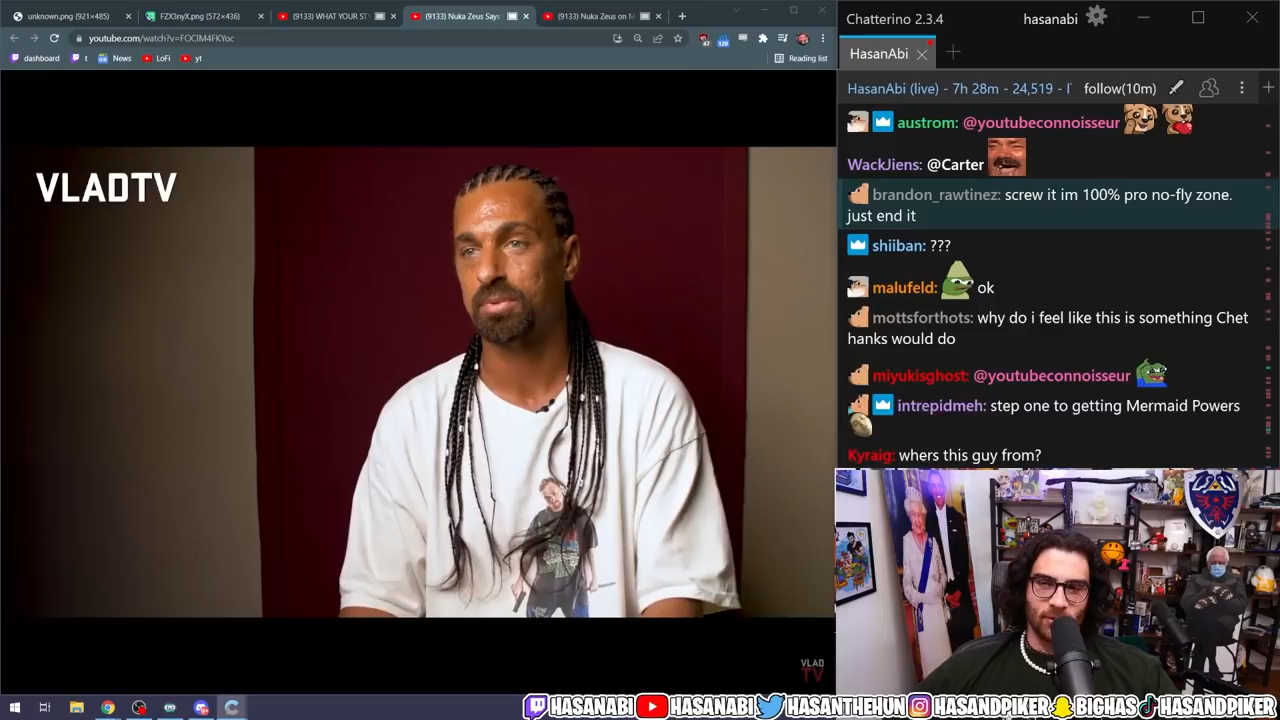 unknown.png (921×485)
FZX3nyX.png (572×436)
(9133) WHAT YOUR ST
(9133) Nuka Zeus Says
(9133) Nuka Zeus on M
youtube.com/watch?v=FOCIM4FKYoc
47
128
dashboard
t
News
LoFi
yt
Reading list
VLADTV
VLAD
TV
Chatterino 2.3.4
hasanabi
HasanAbi
HasanAbi (live) - 7h 28m - 24,519 - I
follow(10m)
austrom: @youtubeconnoisseur
WackJiens: @Carter
brandon_rawtinez: screw it im 100% pro no-fly zone.
just end it
shiiban: ???
malufeld: ok
mottsforthots: why do i feel like this is something Chet
hanks would do
miyukisghost: @youtubeconnoisseur
intrepidmeh: step one to getting Mermaid Powers
Kyraig: whers this guy from?
HASANABI
HASANABI
HASANTHEHUN
HASANDPIKER
BIGHAS
HASANDPIKER